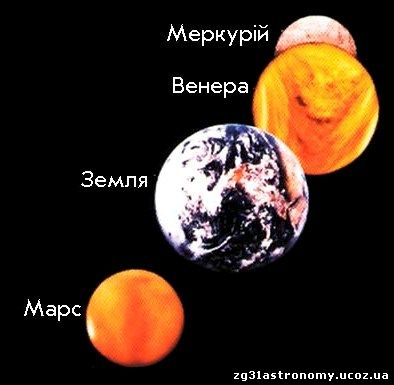 Меркурій
Венера
Земля
Марс
zg31astronomy.ucoz.ua